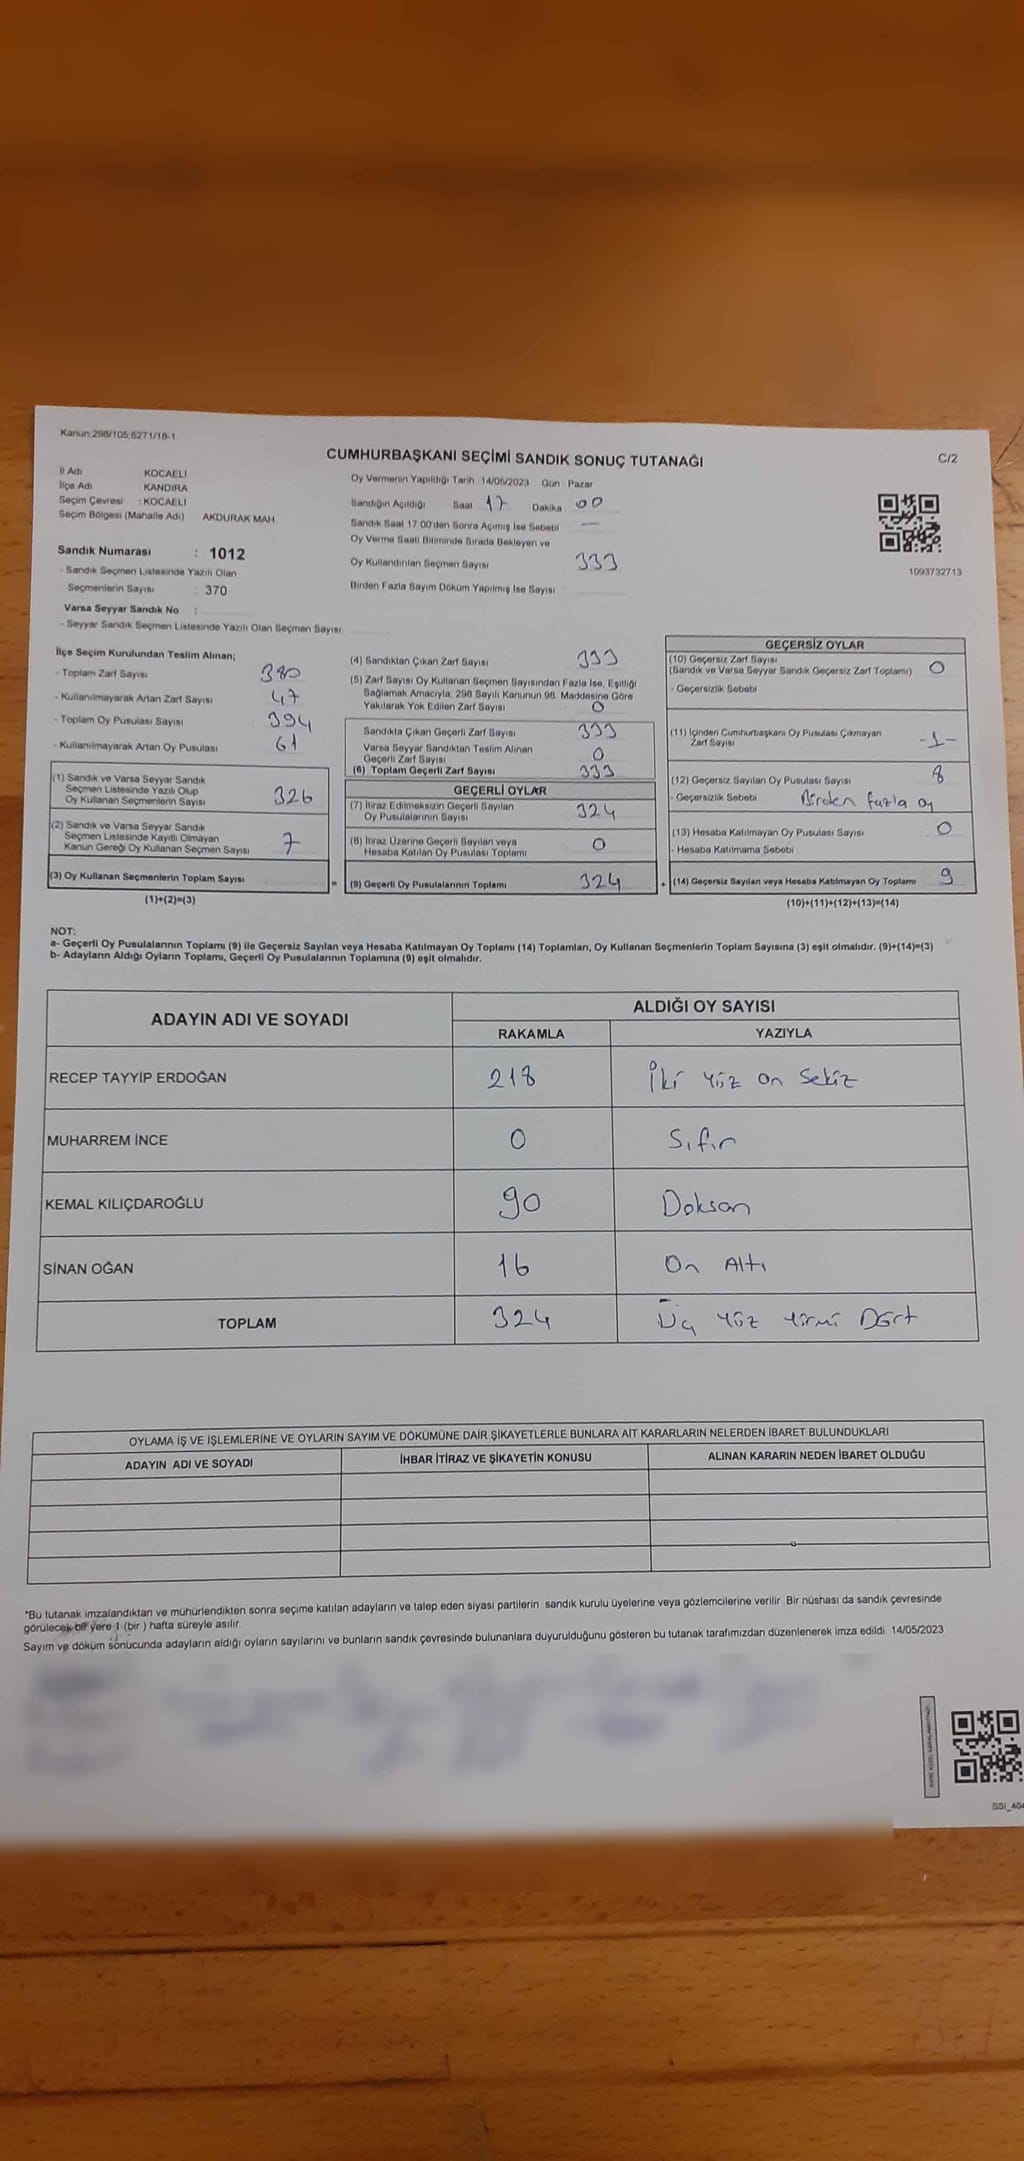 Kanun:298/105;6271/18-1
CUMHURBAŞKANI SEÇİMİ SANDIK SONUÇ TUTANAĞI
C/2
İl Adı KOCAELİ
İlçe Adı KANDIRA
Seçim Çevresi : KOCAELİ
Seçim Bölgesi (Mahalle Adı) AKDURAK MAH.
Sandık Numarası : 1012
- Sandık Seçmen Listesinde Yazılı Olan
Seçmenlerin Sayısı : 370
Varsa Seyyar Sandık No :
- Seyyar Sandık Seçmen Listesinde Yazılı Olan Seçmen Sayısı
Oy Vermenin Yapıldığı Tarih 14/05/2023 Gün Pazar
Sandığın Açıldığı Saat 17 Dakika 00
Sandık Saat 17:00'den Sonra Açımış İse Sebebi —
Oy Verme Saati Bitiminde Sırada Bekleyen ve
Oy Kullandırılan Seçmen Sayısı 333
Birden Fazla Sayım Döküm Yapılmış İse Sayısı
1093732713
İlçe Seçim Kurulundan Teslim Alınan;
- Toplam Zarf Sayısı 380
- Kullanılmayarak Artan Zarf Sayısı 47
- Toplam Oy Pusulası Sayısı 394
- Kullanılmayarak Artan Oy Pusulası 61
(1) Sandık ve Varsa Seyyar Sandık
Seçmen Listesinde Yazılı Olup
Oy Kullanan Seçmenlerin Sayısı 326
(2) Sandık ve Varsa Seyyar Sandık
Seçmen Listesinde Kayıtlı Olmayan
Kanun Gereği Oy Kullanan Seçmen Sayısı 7
(3) Oy Kullanan Seçmenlerin Toplam Sayısı
(1)+(2)=(3)
(4) Sandıktan Çıkan Zarf Sayısı 333
(5) Zarf Sayısı Oy Kullanan Seçmen Sayısından Fazla İse, Eşitliği
Sağlamak Amacıyla, 298 Sayılı Kanunun 98. Maddesine Göre
Yakılarak Yok Edilen Zarf Sayısı 0
Sandıkta Çıkan Geçerli Zarf Sayısı 333
Varsa Seyyar Sandıktan Teslim Alınan
Geçerli Zarf Sayısı 0
(6) Toplam Geçerli Zarf Sayısı 333
GEÇERLİ OYLAR
(7) İtiraz Edilmeksizin Geçerli Sayılan
Oy Pusulalarının Sayısı 324
(8) İtiraz Üzerine Geçerli Sayılan veya
Hesaba Katılan Oy Pusulası Toplamı 0
= (9) Geçerli Oy Pusulalarının Toplamı 324
GEÇERSİZ OYLAR
(10) Geçersiz Zarf Sayısı
(Sandık ve Varsa Seyyar Sandık Geçersiz Zarf Toplamı) 0
- Geçersizlik Sebebi
(11) İçinden Cumhurbaşkanı Oy Pusulası Çıkmayan
Zarf Sayısı -1-
(12) Geçersiz Sayılan Oy Pusulası Sayısı 8
- Geçersizlik Sebebi Birden fazla oy
(13) Hesaba Katılmayan Oy Pusulası Sayısı 0
- Hesaba Katılmama Sebebi :
+ (14) Geçersiz Sayılan veya Hesaba Katılmayan Oy Toplamı 9
(10)+(11)+(12)+(13)=(14)
NOT:
a- Geçerli Oy Pusulalarının Toplamı (9) ile Geçersiz Sayılan veya Hesaba Katılmayan Oy Toplamı (14) Toplamları, Oy Kullanan Seçmenlerin Toplam Sayısına (3) eşit olmalıdır. (9)+(14)=(3)
b- Adayların Aldığı Oyların Toplamı, Geçerli Oy Pusulalarının Toplamına (9) eşit olmalıdır.
ADAYIN ADI VE SOYADI
ALDIĞI OY SAYISI
RAKAMLA YAZIYLA
RECEP TAYYİP ERDOĞAN 218 İki Yüz On Sekiz
MUHARREM İNCE 0 Sıfır
KEMAL KILIÇDAROĞLU 90 Doksan
SİNAN OĞAN 16 On Altı
TOPLAM 324 Üç Yüz Yirmi Dört
OYLAMA İŞ VE İŞLEMLERİNE VE OYLARIN SAYIM VE DÖKÜMÜNE DAİR ŞİKAYETLERLE BUNLARA AİT KARARLARIN NELERDEN İBARET BULUNDUKLARI
ADAYIN ADI VE SOYADI İHBAR İTİRAZ VE ŞİKAYETİN KONUSU ALINAN KARARIN NEDEN İBARET OLDUĞU
*Bu tutanak imzalandıktan ve mühürlendikten sonra seçime katılan adayların ve talep eden siyasi partilerin sandık kurulu üyelerine veya gözlemcilerine verilir. Bir nüshası da sandık çevresinde
görülecek bir yere 1 (bir) hafta süreyle asılır.
Sayım ve döküm sonucunda adayların aldığı oyların sayılarını ve bunların sandık çevresinde bulunanlara duyurulduğunu gösteren bu tutanak tarafımızdan düzenlenerek imza edildi. 14/05/2023